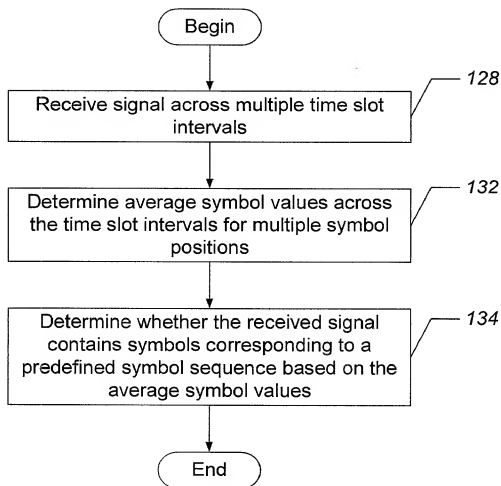 Begin
128
Receive signal across multiple time slot
intervals
132
Determine average symbol values across
the time slot intervals for multiple symbol
positions
134
Determine whether the received signal
contains symbols corresponding to a
predefined symbol sequence based on the
average symbol values
End